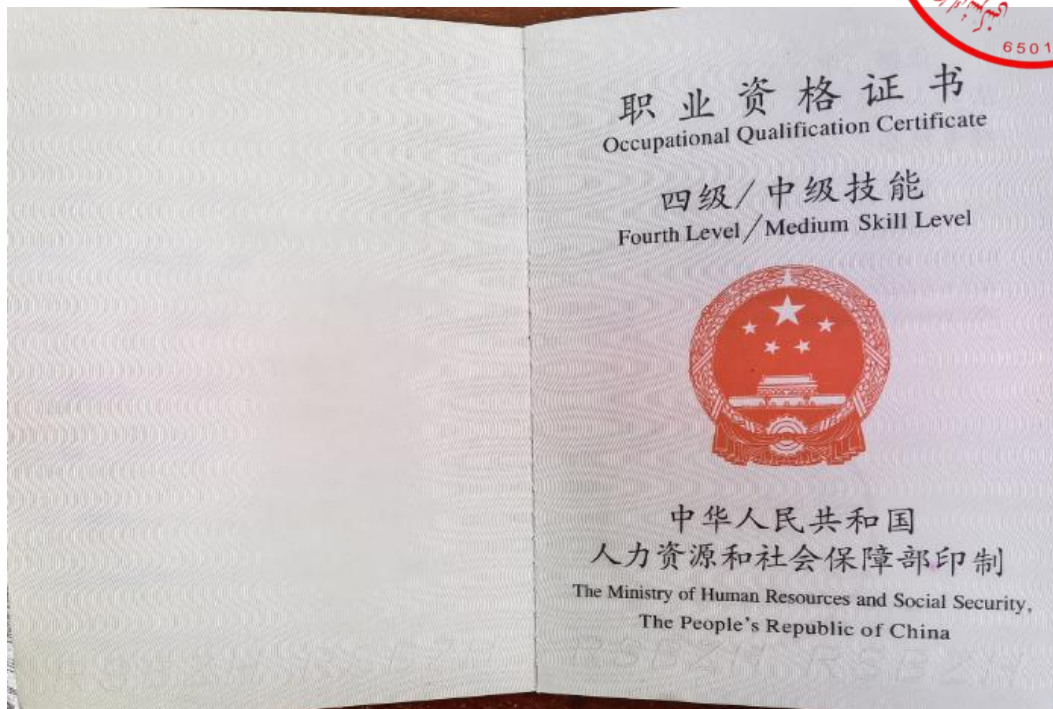 6501
职业资格证书
Occupational Qualification Certificate
四级/中级技能
Fourth Level/Medium Skill Level
中华人民共和国
人力资源和社会保障部印制
The Ministry of Human Resources and Social Security,
The People's Republic of China